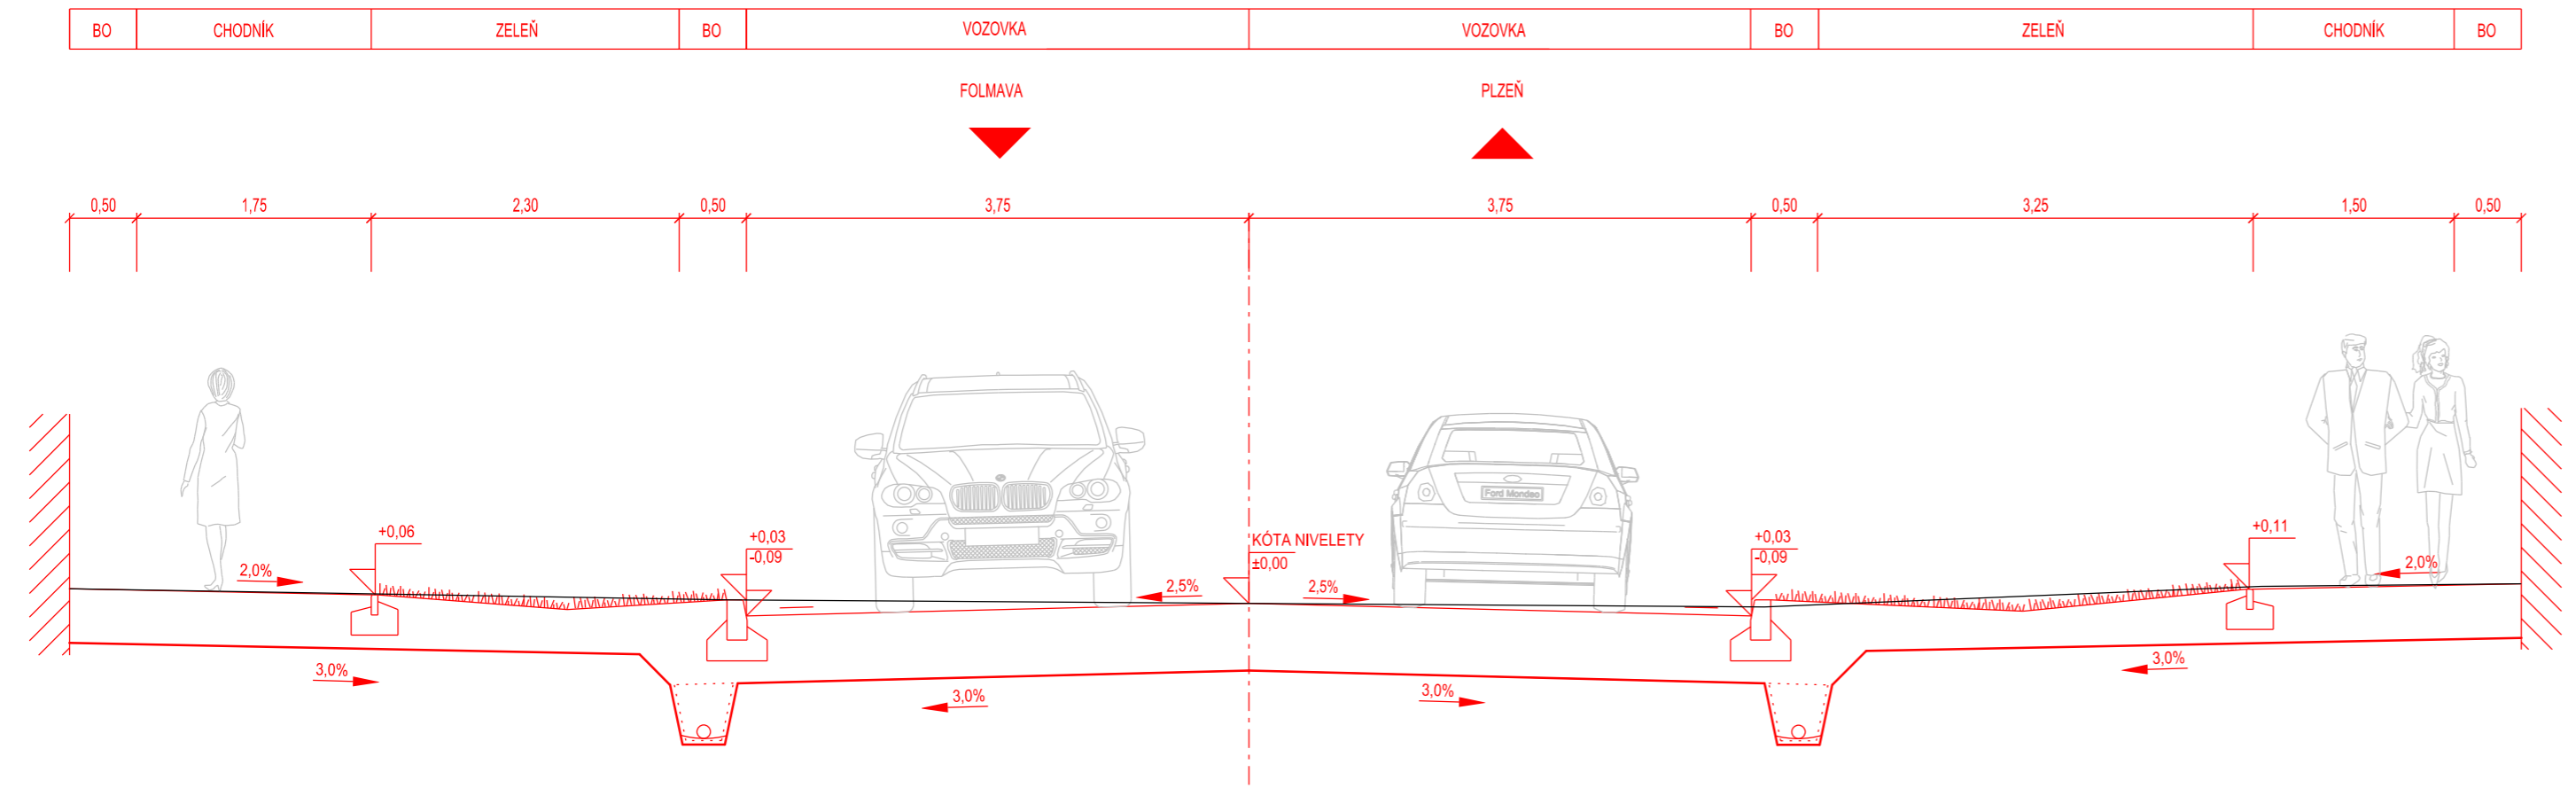 BO CHODNÍK ZELEŇ BO VOZOVKA VOZOVKA BO ZELEŇ CHODNÍK BO
FOLMAVA PLZEŇ
0,50 1,75 2,30 0,50 3,75 3,75 0,50 3,25 1,50 0,50
Ford Mondeo
+0,06 +0,03 KÓTA NIVELETY +0,03 +0,11
-0,09 ±0,00 -0,09
2,0% 2,5% 2,5% 2,0%
3,0% 3,0% 3,0% 3,0%